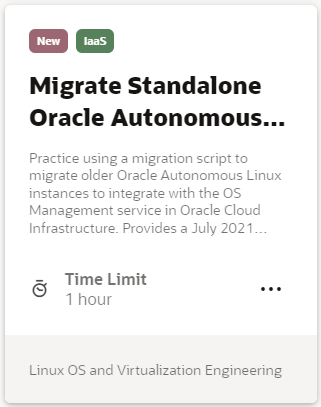 New IaaS
Migrate Standalone
Oracle Autonomous...
Practice using a migration script to
migrate older Oracle Autonomous Linux
instances to integrate with the OS
Management service in Oracle Cloud
Infrastructure. Provides a July 2021...
Time Limit
1 hour
Linux OS and Virtualization Engineering